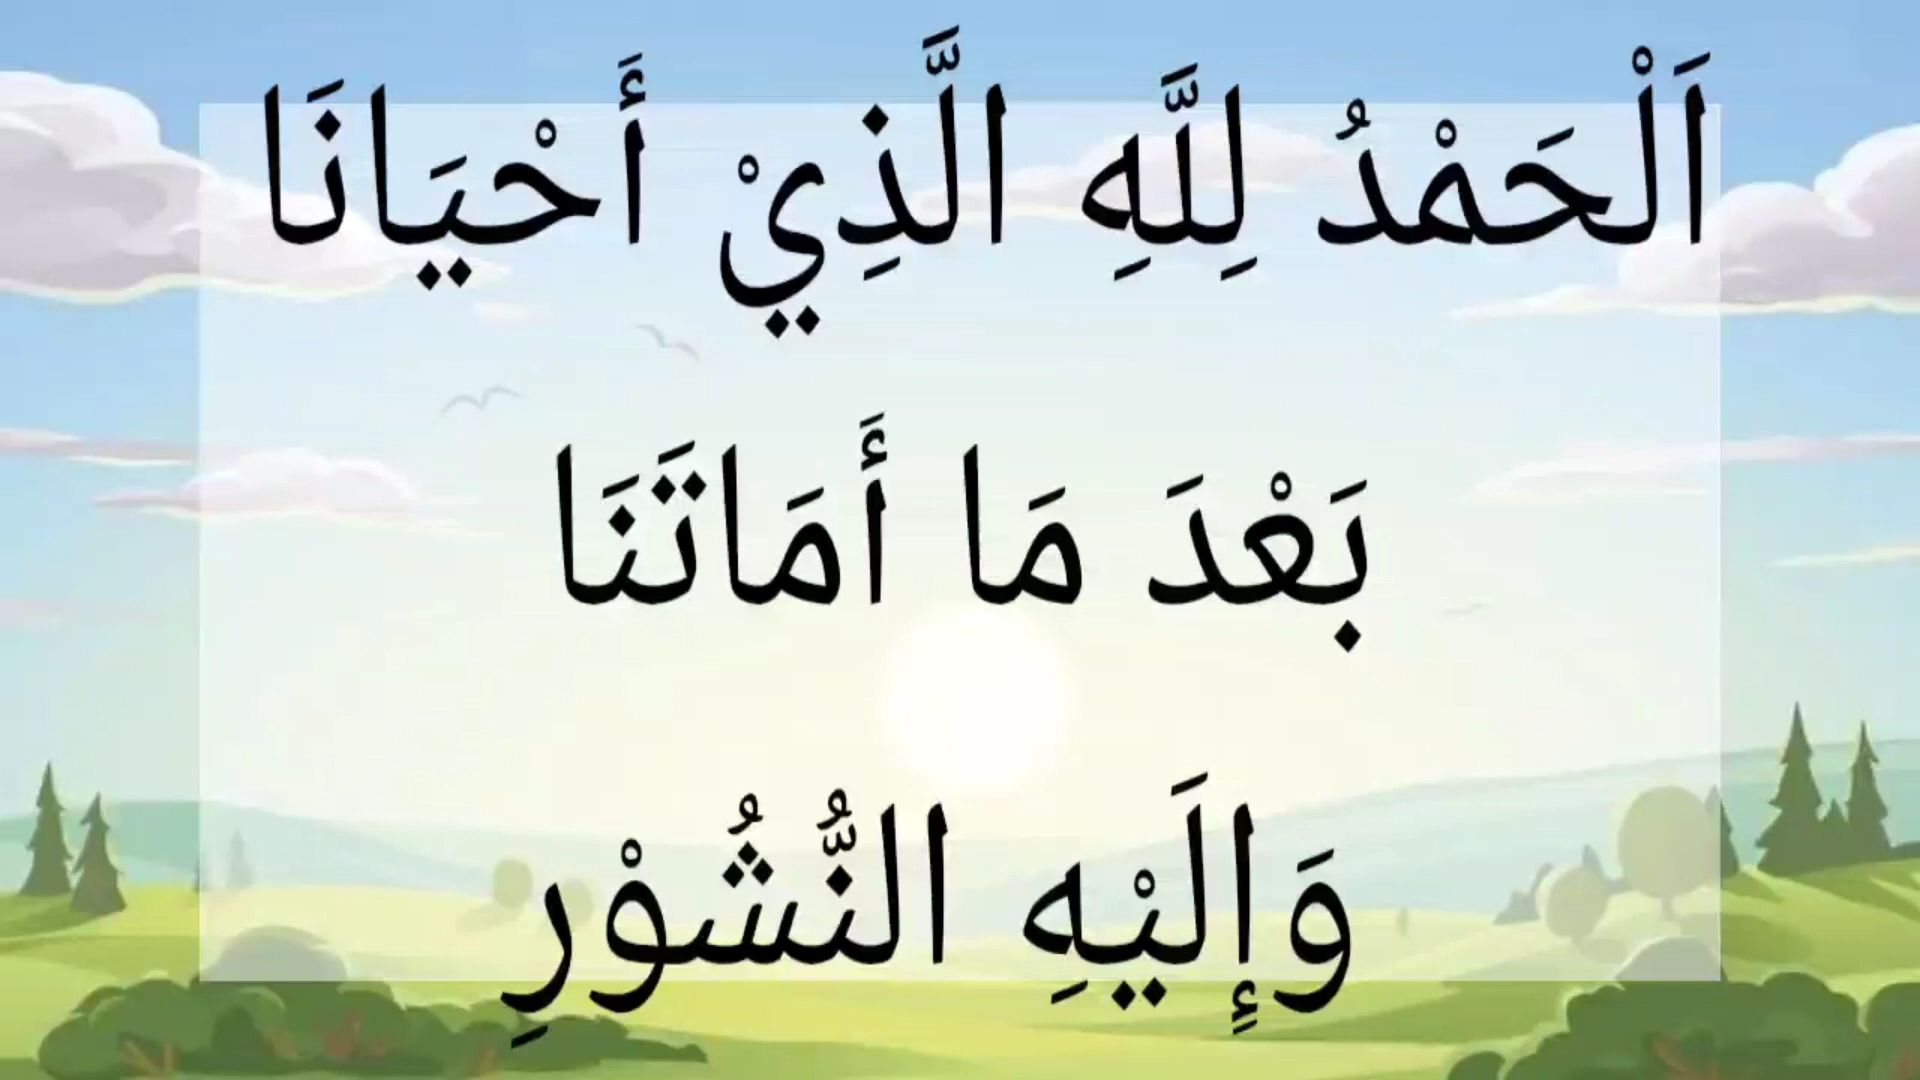 اَلْحَمْدُ لِلَّهِ الَّذِيْ أَحْيَانَا
بَعْدَ مَا أَمَاتَنَا
وَإِلَيْهِ النُّشُوْرِ